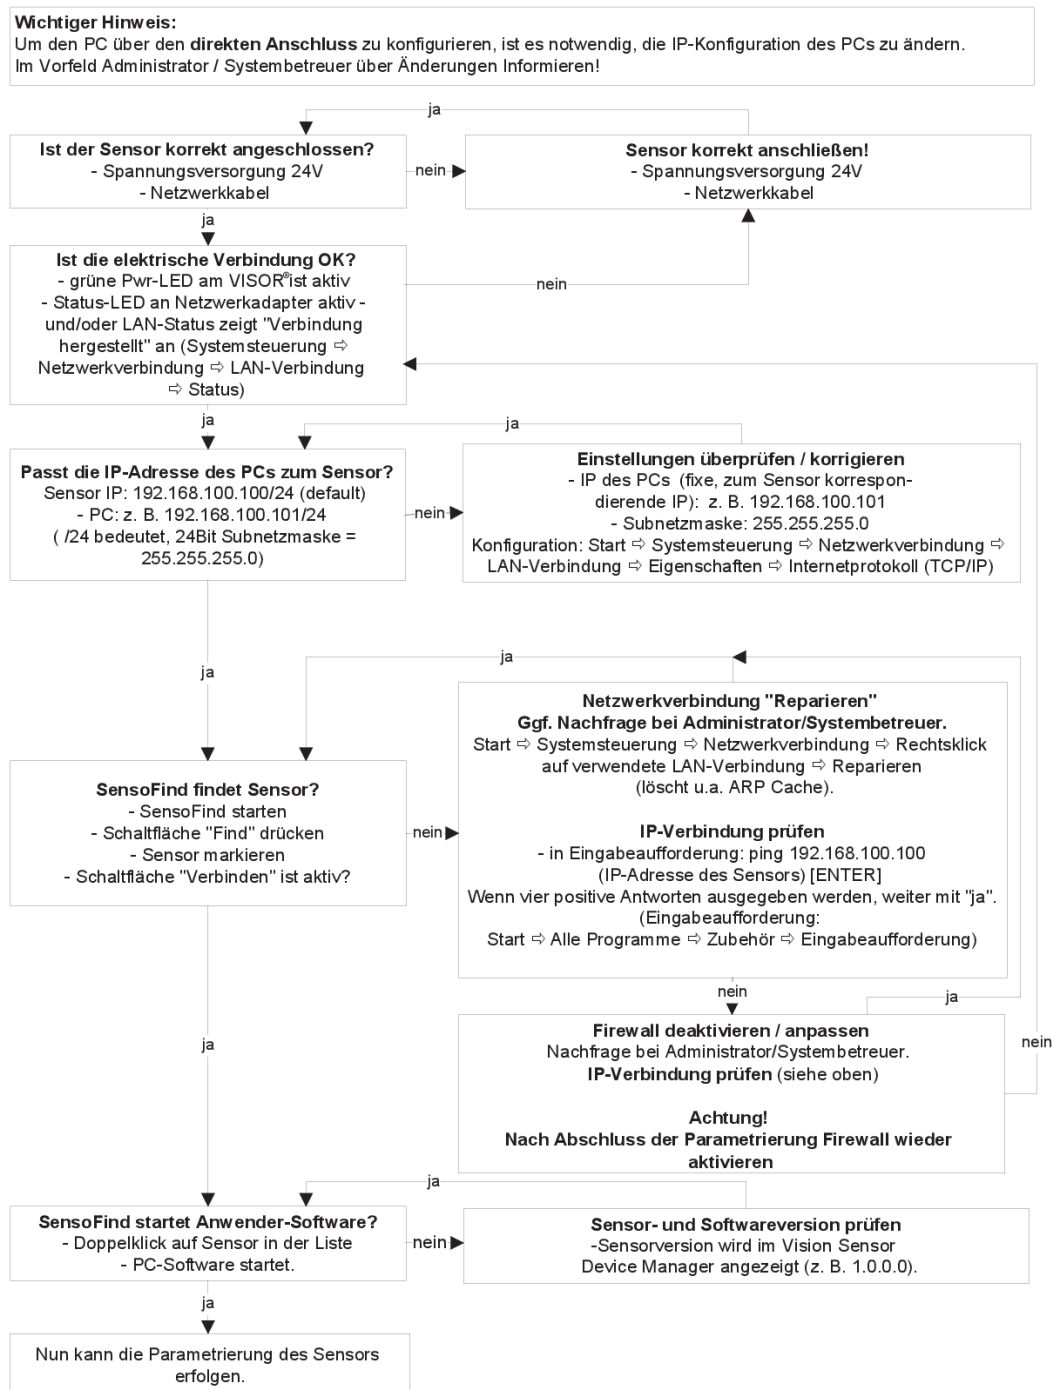 Wichtiger Hinweis:
Um den PC über den direkten Anschluss zu konfigurieren, ist es notwendig, die IP-Konfiguration des PCs zu ändern.
Im Vorfeld Administrator / Systembetreuer über Änderungen Informieren!
ja
Ist der Sensor korrekt angeschlossen?
- Spannungsversorgung 24V
- Netzwerkkabel
nein
Sensor korrekt anschließen!
- Spannungsversorgung 24V
- Netzwerkkabel
ja
Ist die elektrische Verbindung OK?
- grüne Pwr-LED am VISOR®ist aktiv
- Status-LED an Netzwerkadapter aktiv -
und/oder LAN-Status zeigt "Verbindung
hergestellt" an (Systemsteuerung ⇨
Netzwerkverbindung ⇨ LAN-Verbindung
⇨ Status)
nein
ja
ja
Passt die IP-Adresse des PCs zum Sensor?
Sensor IP: 192.168.100.100/24 (default)
- PC: z. B. 192.168.100.101/24
( /24 bedeutet, 24Bit Subnetzmaske =
255.255.255.0)
nein
Einstellungen überprüfen / korrigieren
- IP des PCs (fixe, zum Sensor korrespon-
dierende IP): z. B. 192.168.100.101
- Subnetzmaske: 255.255.255.0
Konfiguration: Start ⇨ Systemsteuerung ⇨ Netzwerkverbindung ⇨
LAN-Verbindung ⇨ Eigenschaften ⇨ Internetprotokoll (TCP/IP)
ja
ja
SensoFind findet Sensor?
- SensoFind starten
- Schaltfläche "Find" drücken
- Sensor markieren
- Schaltfläche "Verbinden" ist aktiv?
nein
Netzwerkverbindung "Reparieren"
Ggf. Nachfrage bei Administrator/Systembetreuer.
Start ⇨ Systemsteuerung ⇨ Netzwerkverbindung ⇨ Rechtsklick
auf verwendete LAN-Verbindung ⇨ Reparieren
(löscht u.a. ARP Cache).
IP-Verbindung prüfen
- in Eingabeaufforderung: ping 192.168.100.100
(IP-Adresse des Sensors) [ENTER]
Wenn vier positive Antworten ausgegeben werden, weiter mit "ja".
(Eingabeaufforderung:
Start ⇨ Alle Programme ⇨ Zubehör ⇨ Eingabeaufforderung)
nein
ja
Firewall deaktivieren / anpassen
Nachfrage bei Administrator/Systembetreuer.
IP-Verbindung prüfen (siehe oben)
Achtung!
Nach Abschluss der Parametrierung Firewall wieder
aktivieren
nein
ja
ja
SensoFind startet Anwender-Software?
- Doppelklick auf Sensor in der Liste
- PC-Software startet.
nein
Sensor- und Softwareversion prüfen
-Sensorversion wird im Vision Sensor
Device Manager angezeigt (z. B. 1.0.0.0).
ja
Nun kann die Parametrierung des Sensors
erfolgen.